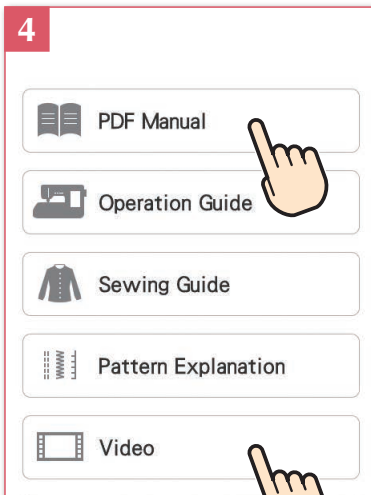 4
PDF Manual
Operation Guide
Sewing Guide
Pattern Explanation
Video